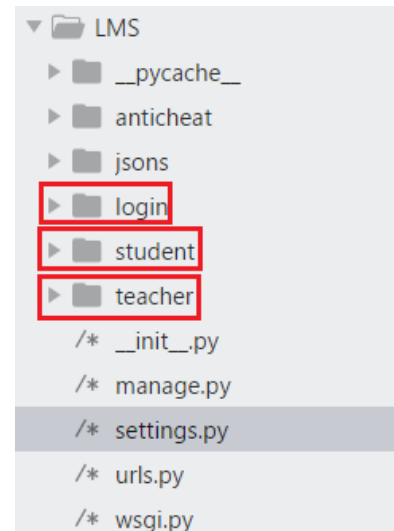 LMS
__pycache__
anticheat
jsons
login
student
teacher
/* __init__.py
/* manage.py
/* settings.py
/* urls.py
/* wsgi.py